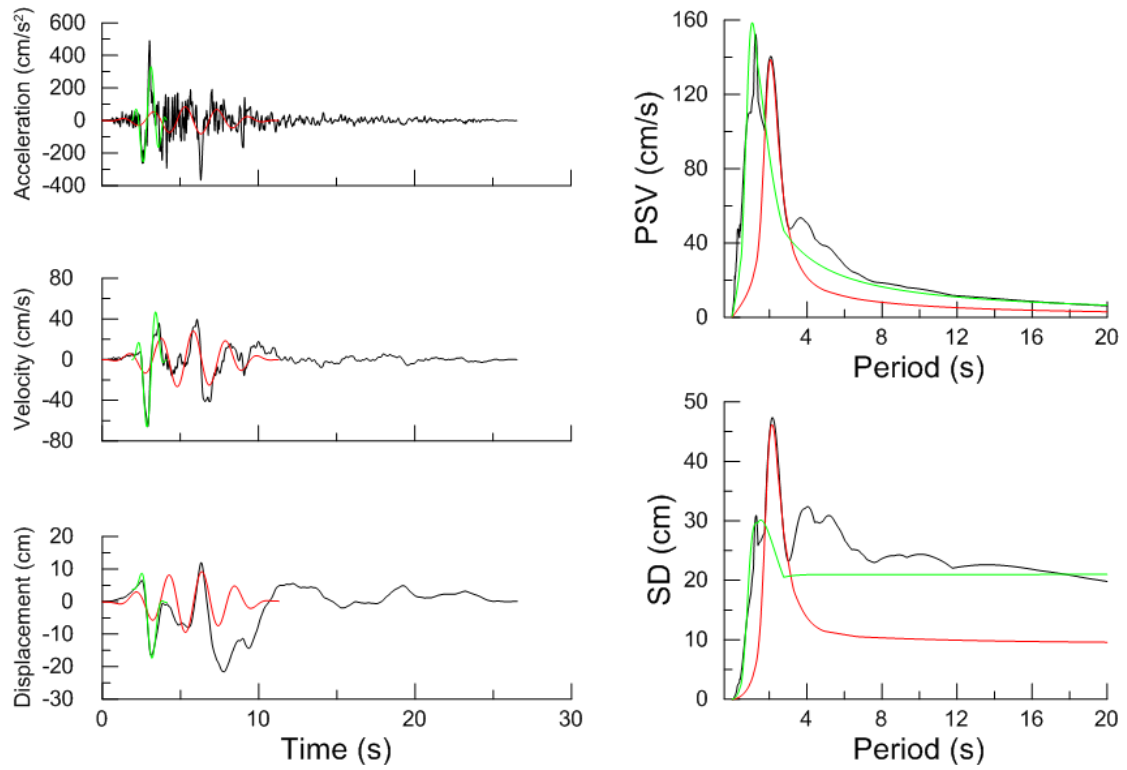 Acceleration (cm/s²)
600
400
200
0
-200
-400
Velocity (cm/s)
80
40
0
-40
-80
Displacement (cm)
20
10
0
-10
-20
-30
0 10 20 30
Time (s)
PSV (cm/s)
160
120
80
40
0
4 8 12 16 20
Period (s)
SD (cm)
50
40
30
20
10
0
4 8 12 16 20
Period (s)